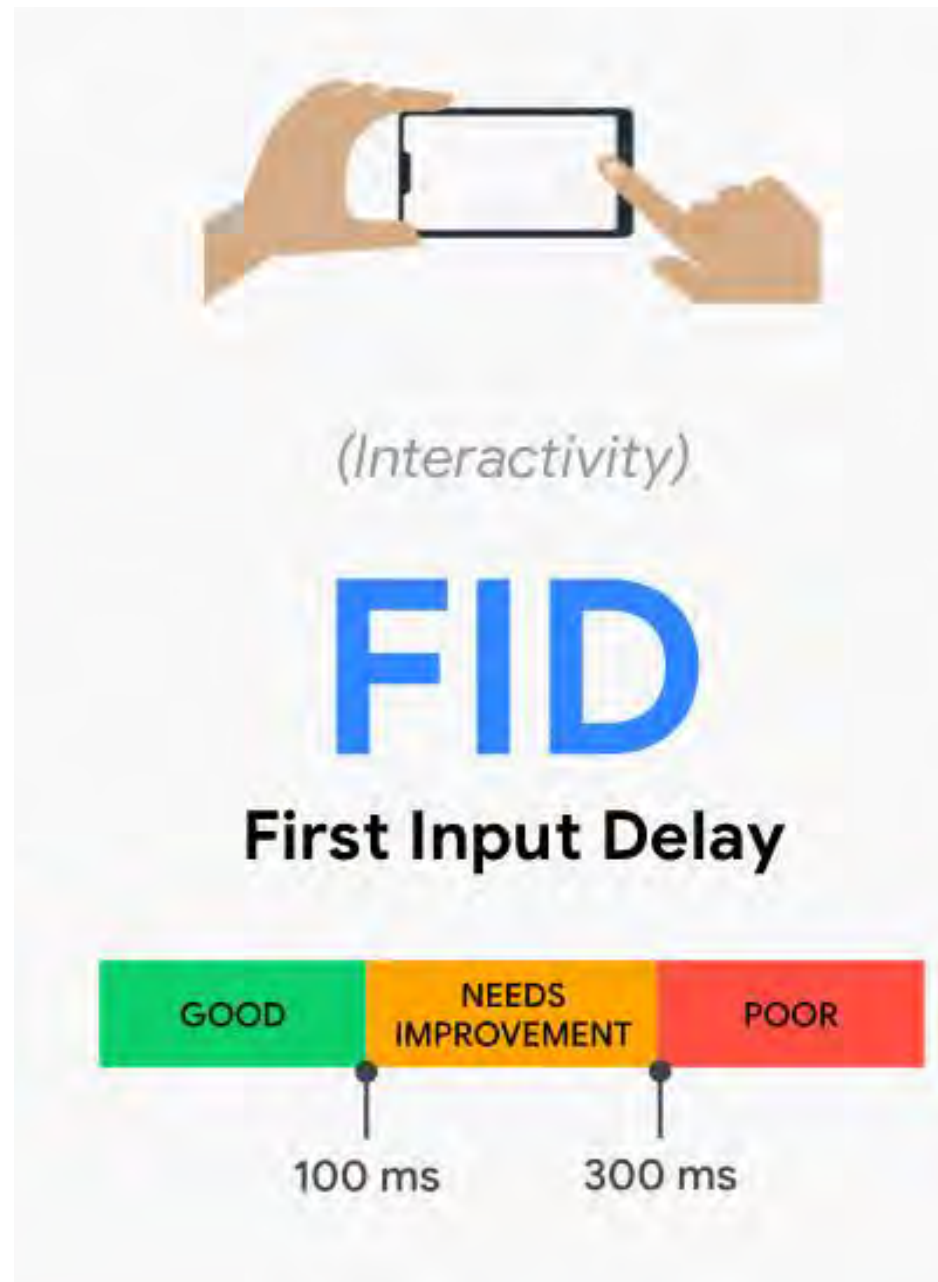 (Interactivity)
FID
First Input Delay
GOOD
NEEDS
IMPROVEMENT
POOR
100 ms
300 ms